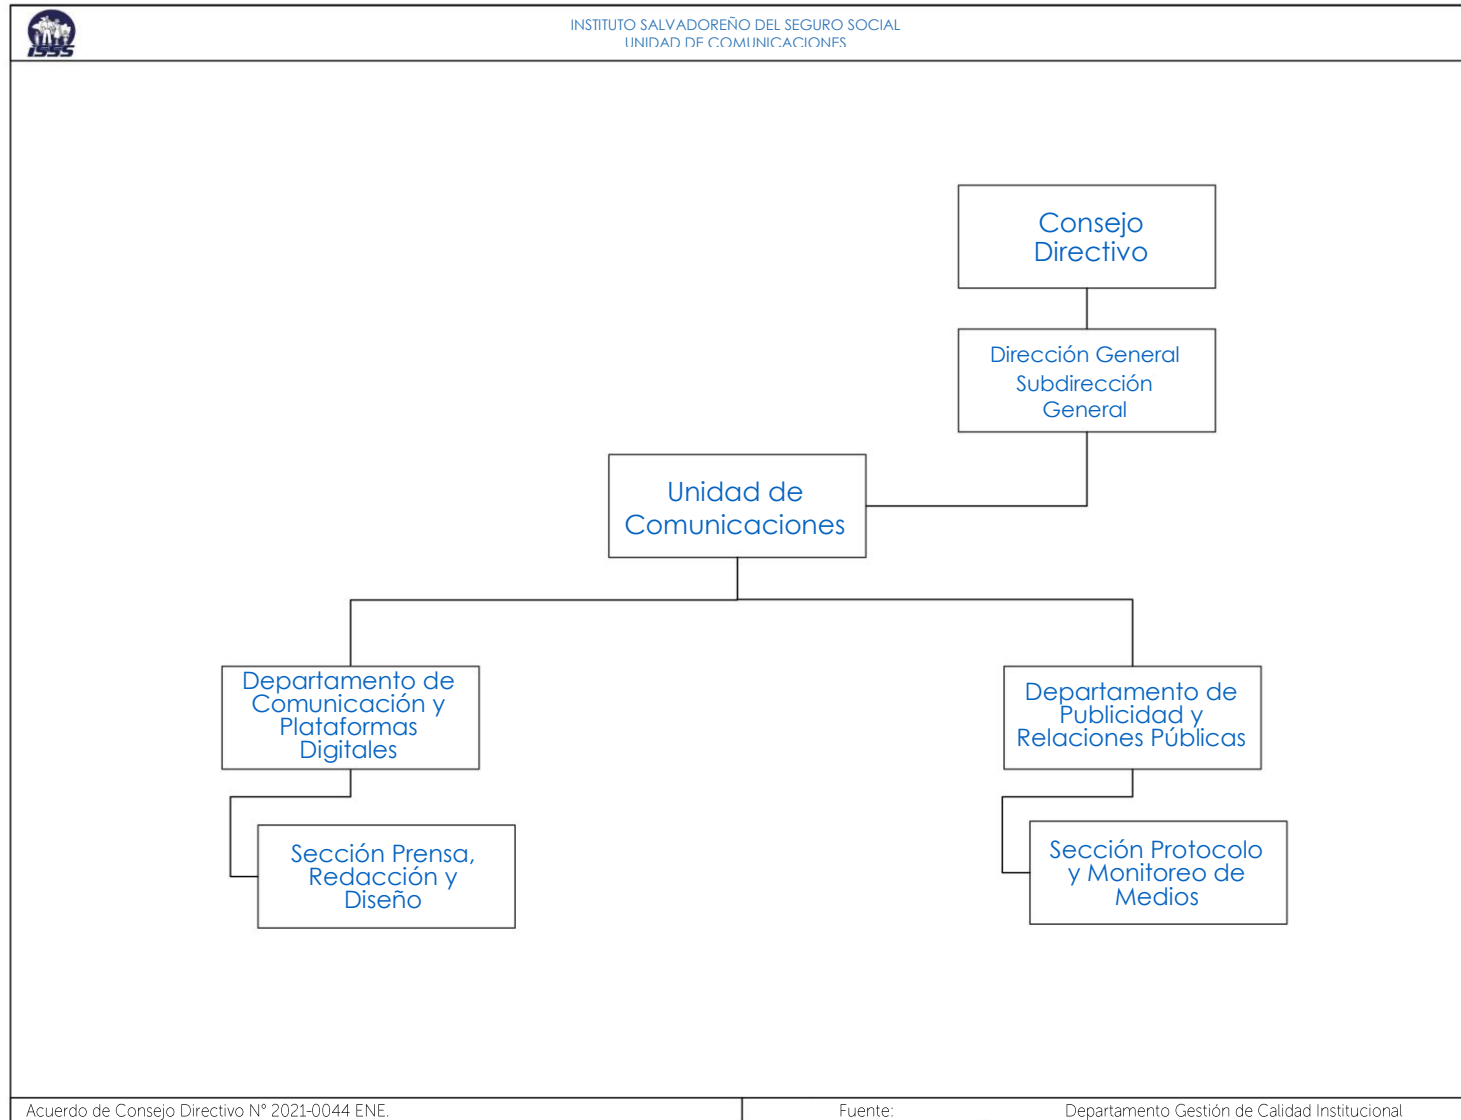 ISSS
INSTITUTO SALVADOREÑO DEL SEGURO SOCIAL
UNIDAD DE COMUNICACIONES
Consejo
Directivo
Dirección General
Subdirección
General
Unidad de
Comunicaciones
Departamento de
Comunicación y
Plataformas
Digitales
Departamento de
Publicidad y
Relaciones Públicas
Sección Prensa,
Redacción y
Diseño
Sección Protocolo
y Monitoreo de
Medios
Acuerdo de Consejo Directivo N° 2021-0044 ENE.
Fuente: Departamento Gestión de Calidad Institucional